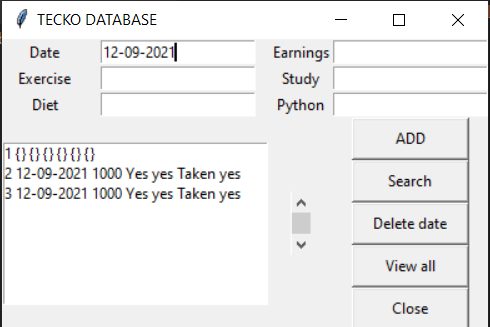 TECKO DATABASE
Date 12-09-2021 Earnings
Exercise Study
Diet Python
1 {} {} {} {} {} {}
2 12-09-2021 1000 Yes yes Taken yes
3 12-09-2021 1000 Yes yes Taken yes
ADD
Search
Delete date
View all
Close